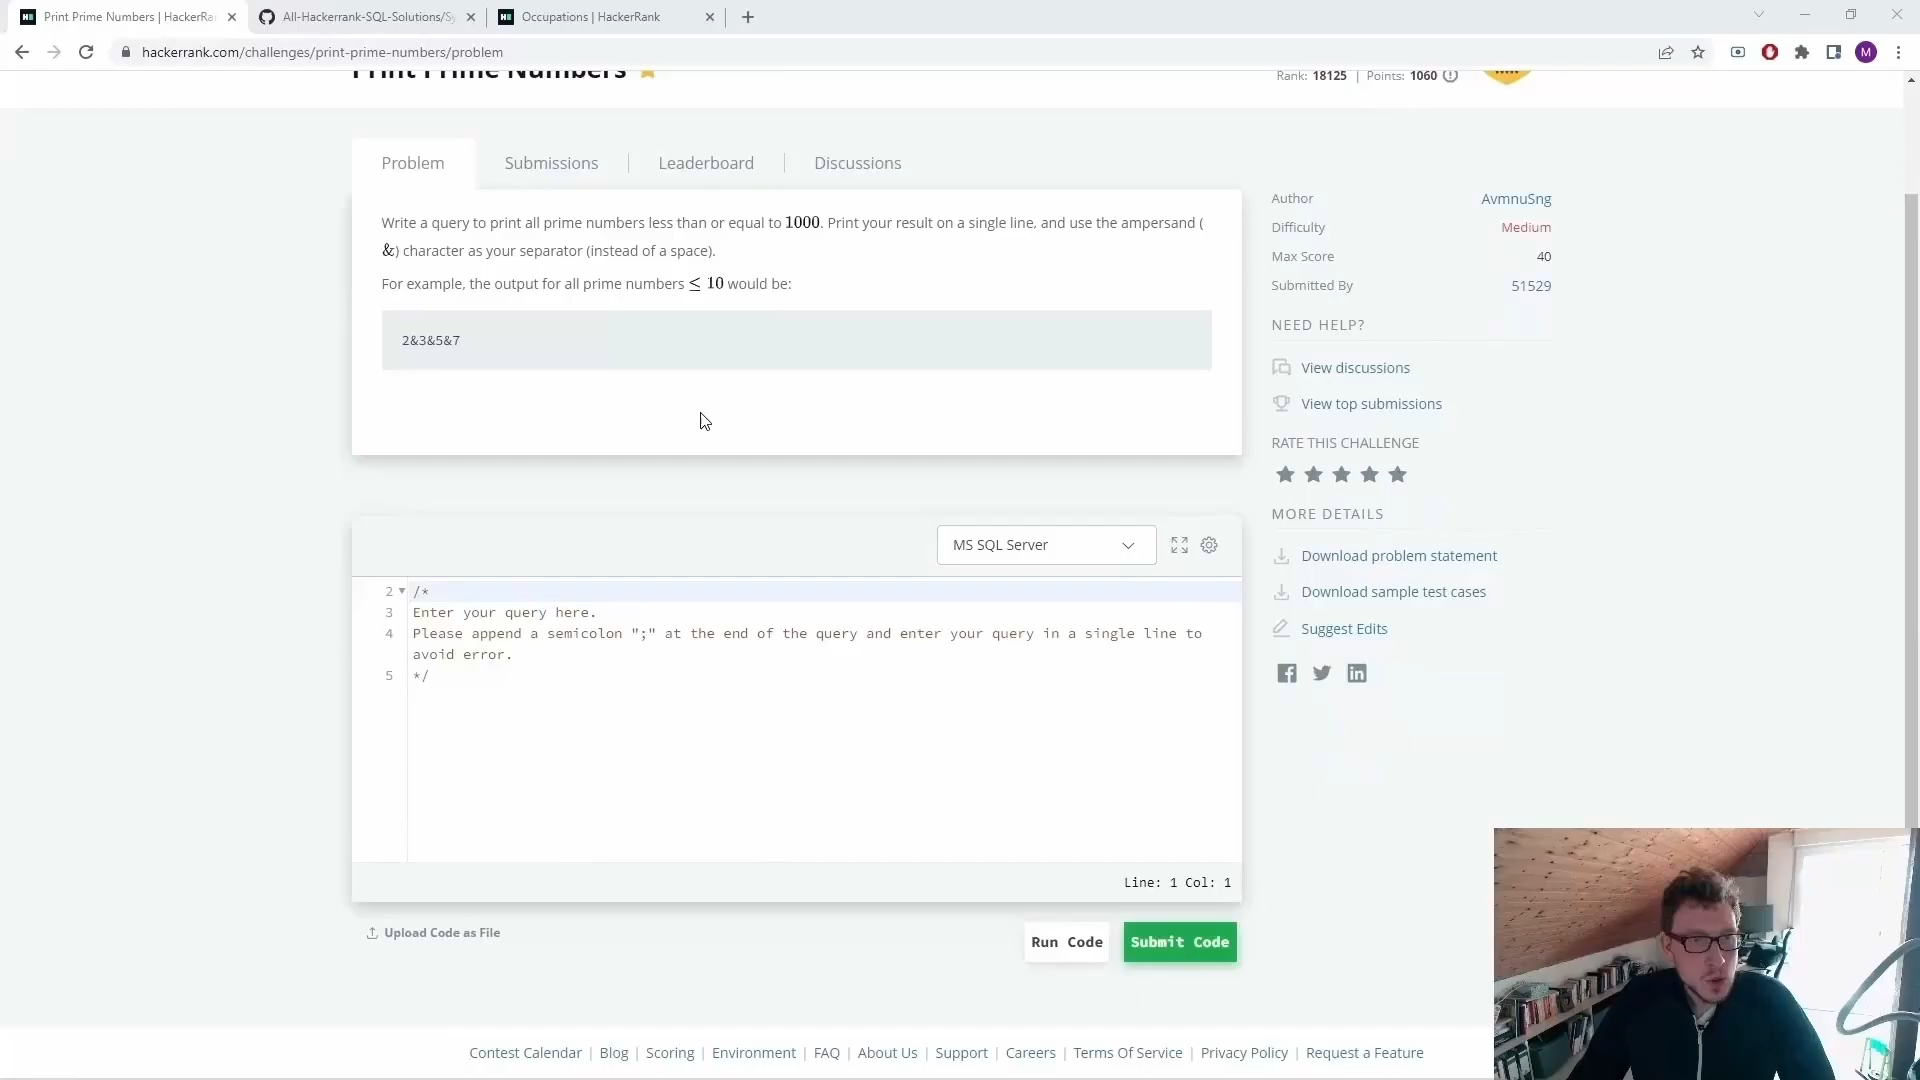 Print Prime Numbers | HackerRa
All-Hackerrank-SQL-Solutions/Sy
Occupations | HackerRank
hackerrank.com/challenges/print-prime-numbers/problem
M
Print Prime Numbers
Rank: 18125 | Points: 1060
Problem
Submissions
Leaderboard
Discussions
Write a query to print all prime numbers less than or equal to 1000. Print your result on a single line, and use the ampersand (
&) character as your separator (instead of a space).
For example, the output for all prime numbers ≤ 10 would be:
2&3&5&7
Author AvmnuSng
Difficulty Medium
Max Score 40
Submitted By 51529
NEED HELP?
View discussions
View top submissions
RATE THIS CHALLENGE
MORE DETAILS
Download problem statement
Download sample test cases
Suggest Edits
MS SQL Server
2 /*
3 Enter your query here.
4 Please append a semicolon ";" at the end of the query and enter your query in a single line to
avoid error.
5 */
Line: 1 Col: 1
Upload Code as File
Run Code
Submit Code
Contest Calendar | Blog | Scoring | Environment | FAQ | About Us | Support | Careers | Terms Of Service | Privacy Policy | Request a Feature